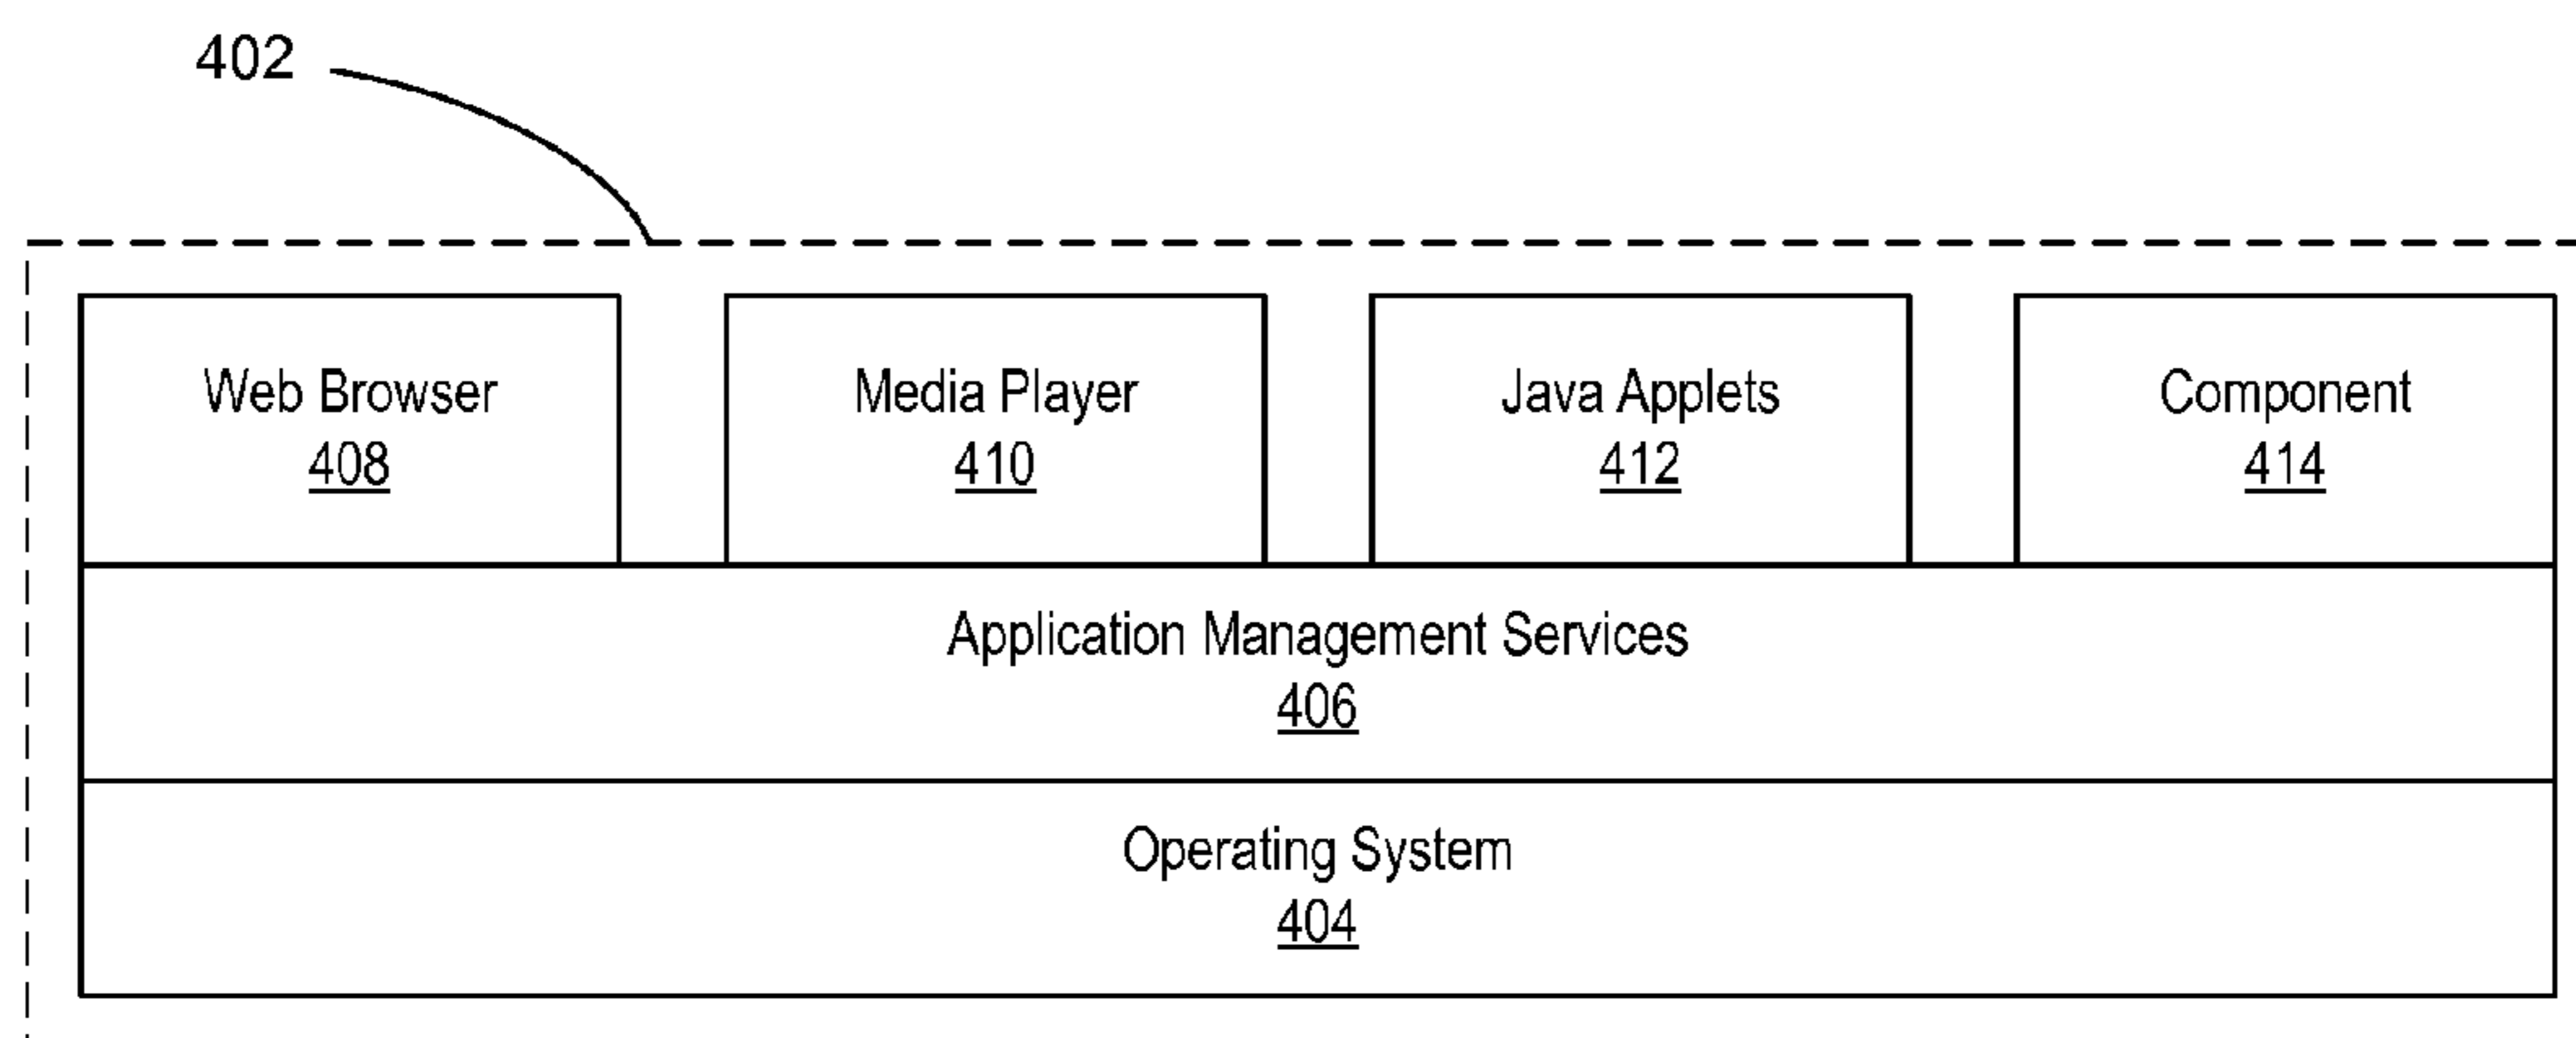 402
Web Browser
408
Media Player
410
Java Applets
412
Component
414
Application Management Services
406
Operating System
404